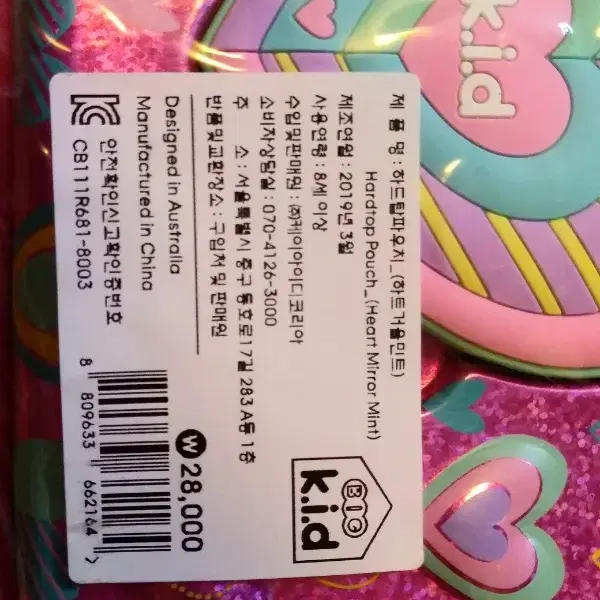 k.i.d
제 품 명 : 하드탑파우치_(하트거울민트)
Hardtop Pouch_(Heart Mirror Mint)
제조연월 : 2019년 3월
사용연령 : 8세 이상
수입및판매원 : ㈜케이아이디코리아
소비자상담실 : 070-4126-3000
주 소 : 서울특별시 중구 동호로17길 283 A동 1층
반품및교환장소 : 구입처 및 판매원
BIG
k.i.d
Designed in Australia
Manufactured in China
₩28,000
안전확인신고확인증번호
CB111R681-8003
8 809633 662164